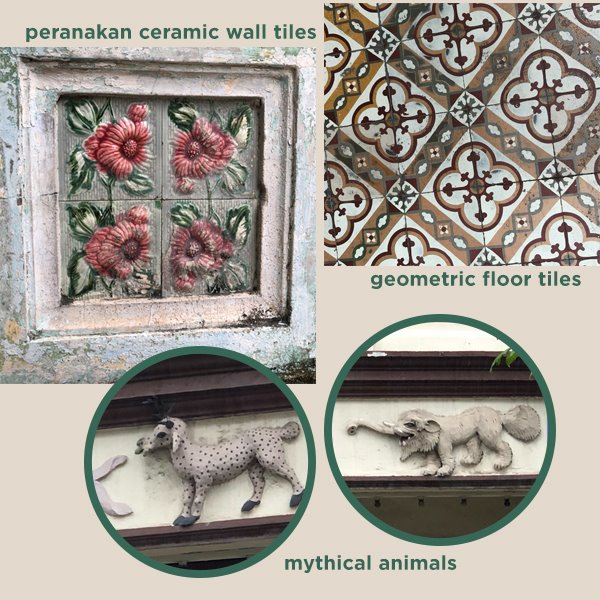 peranakan ceramic wall tiles
geometric floor tiles
mythical animals